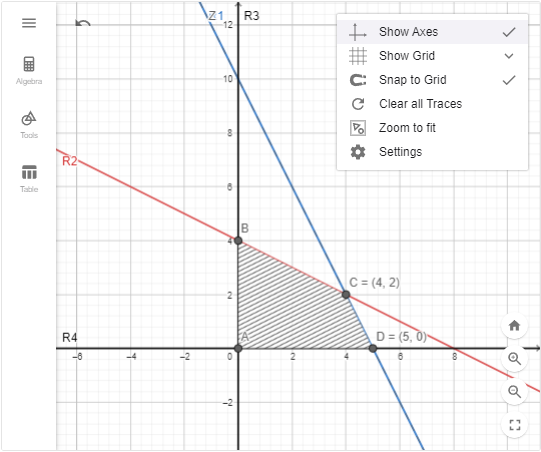 Z1
R3
12
Show Axes
Show Grid
Snap to Grid
Clear all Traces
Zoom to fit
Settings
Algebra
Tools
Table
10
8
R2
6
B
4
C = (4, 2)
2
R4
A
D = (5, 0)
–6 –4 –2 0 2 4 6 8
–2